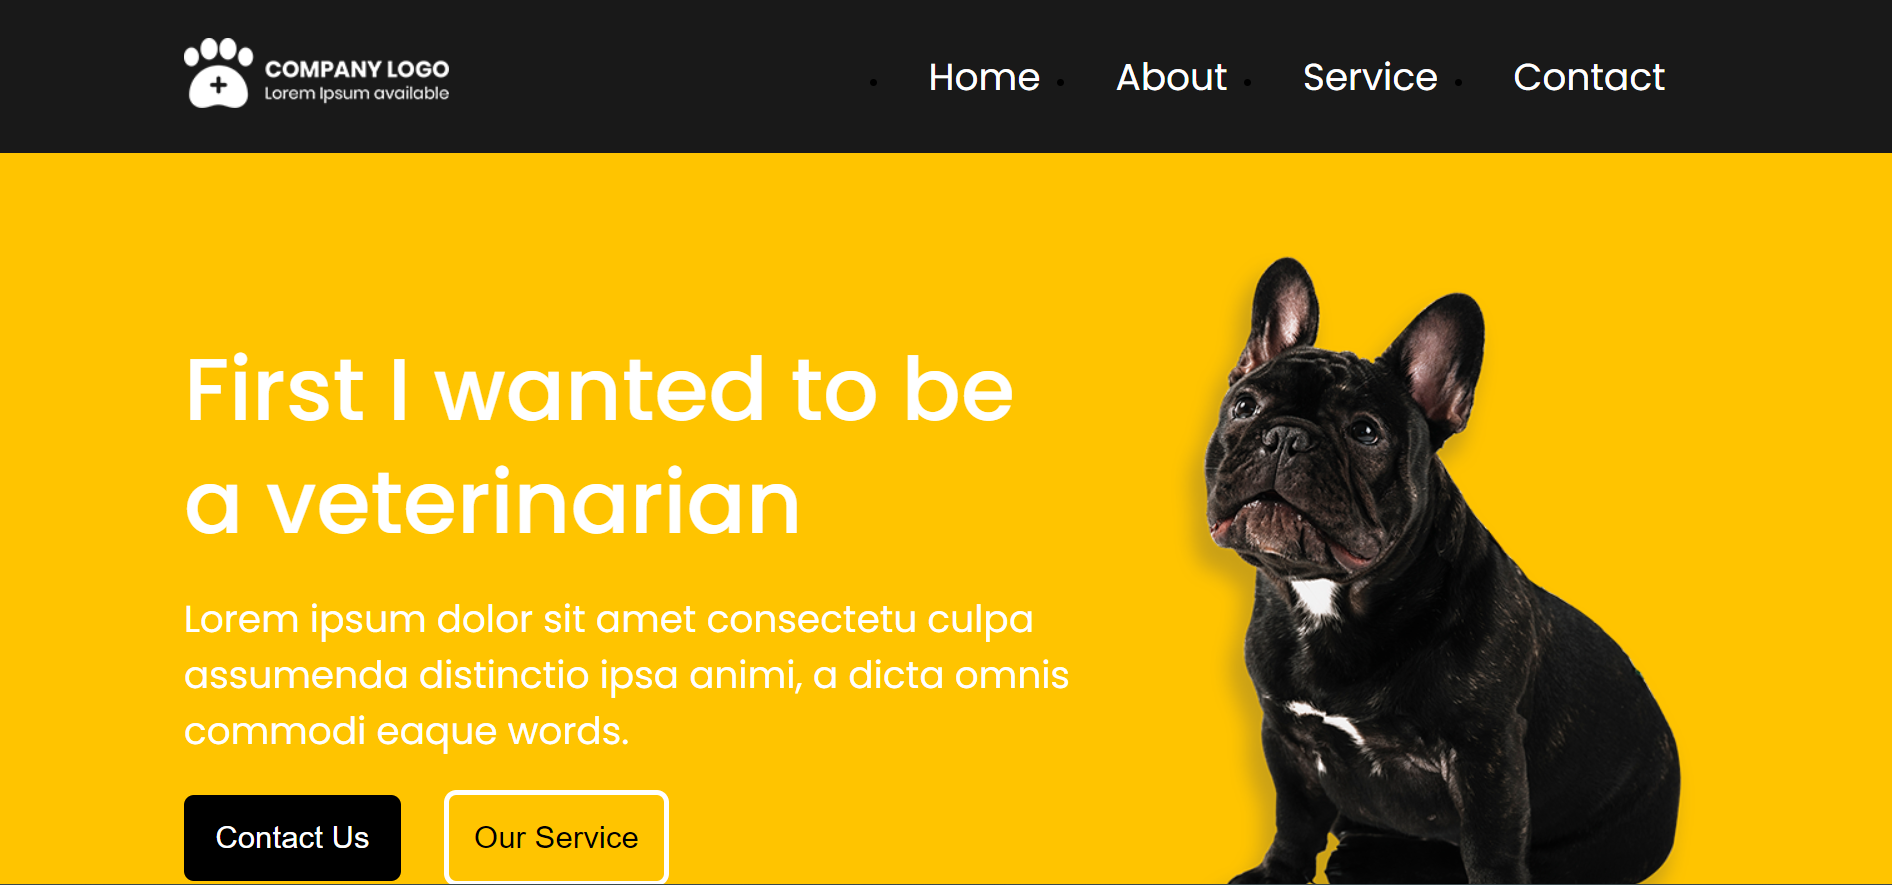 COMPANY LOGO
Lorem Ipsum available
Home About Service Contact
First I wanted to be
a veterinarian
Lorem ipsum dolor sit amet consectetu culpa
assumenda distinctio ipsa animi, a dicta omnis
commodi eaque words.
Contact Us Our Service